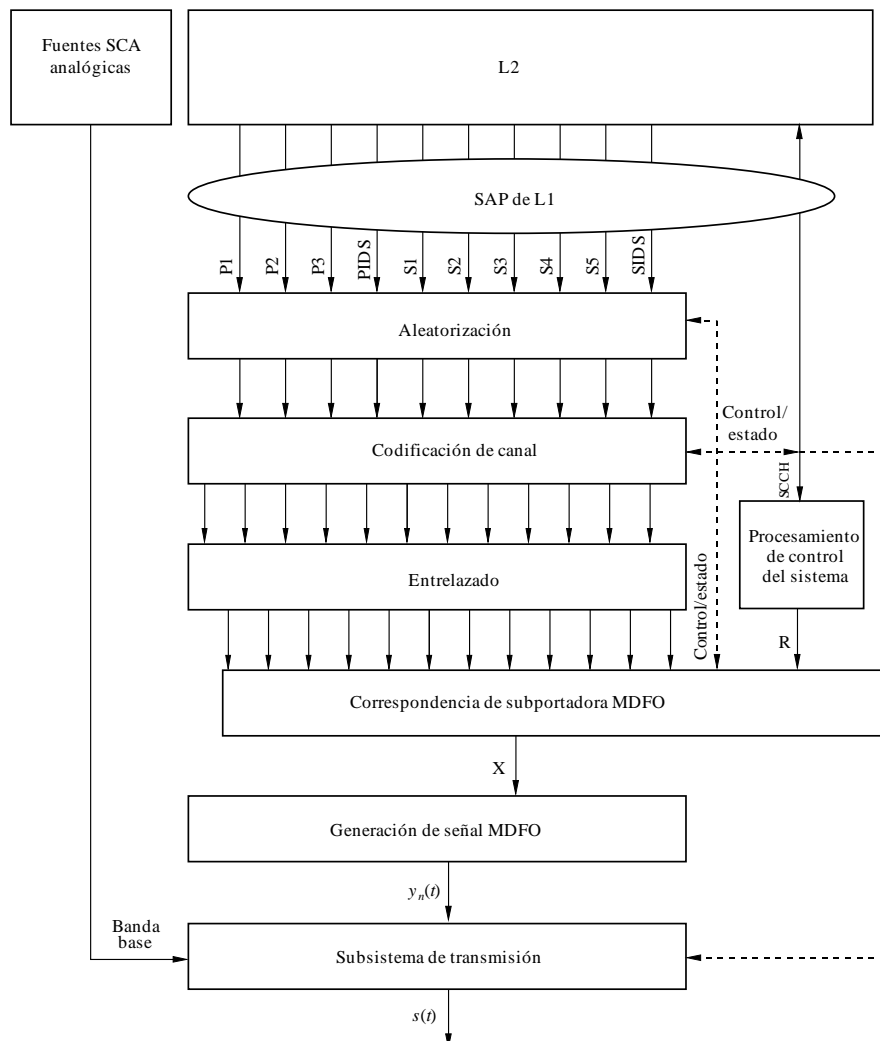 Fuentes SCA
analógicas
L2
SAP de L1
P1
P2
P3
PIDS
S1
S2
S3
S4
S5
SIDS
Aleatorización
Control/
estado
Codificación de canal
SCCH
Procesamiento
de control
del sistema
Entrelazado
Control/estado
R
Correspondencia de subportadora MDFO
X
Generación de señal MDFO
yn(t)
Banda
base
Subsistema de transmisión
s(t)